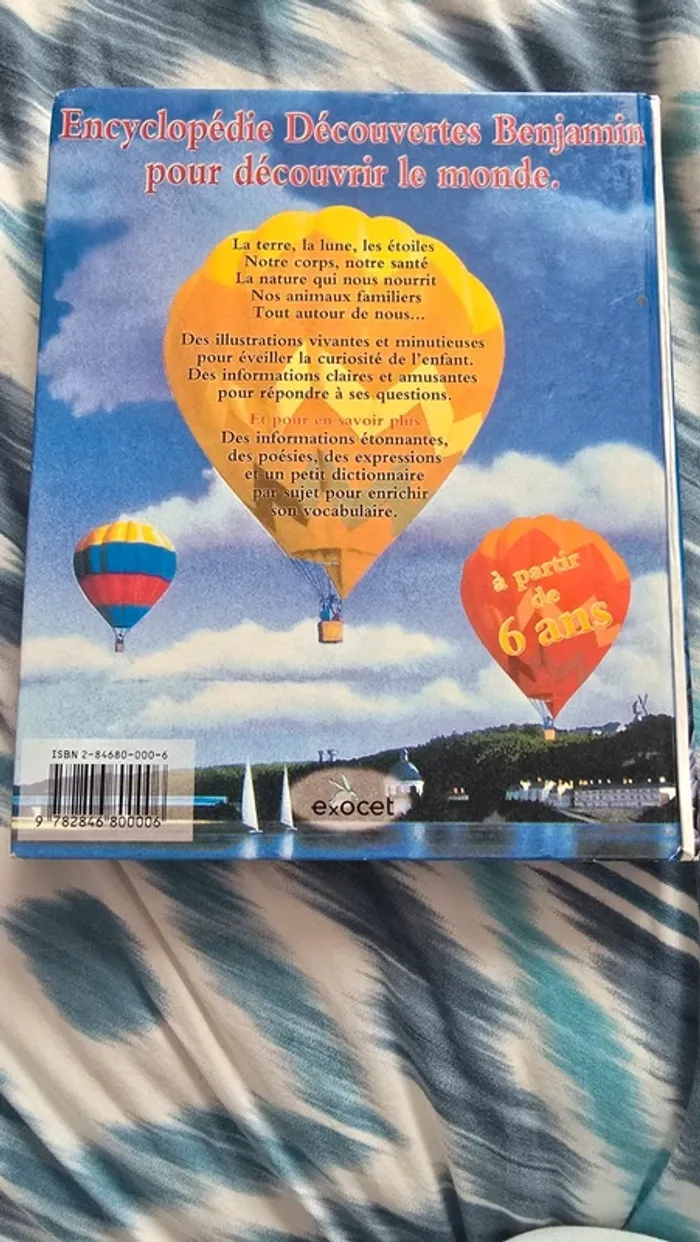 Encyclopédie Découvertes Benjamin
pour découvrir le monde.
La terre, la lune, les étoiles
Notre corps, notre santé
La nature qui nous nourrit
Nos animaux familiers
Tout autour de nous...
Des illustrations vivantes et minutieuses
pour éveiller la curiosité de l'enfant.
Des informations claires et amusantes
pour répondre à ses questions.
Et pour en savoir plus
Des informations étonnantes,
des poésies, des expressions
et un petit dictionnaire
par sujet pour enrichir
son vocabulaire.
à partir
de
6 ans
ISBN 2-84680-000-6
9 782846 800006
exocet